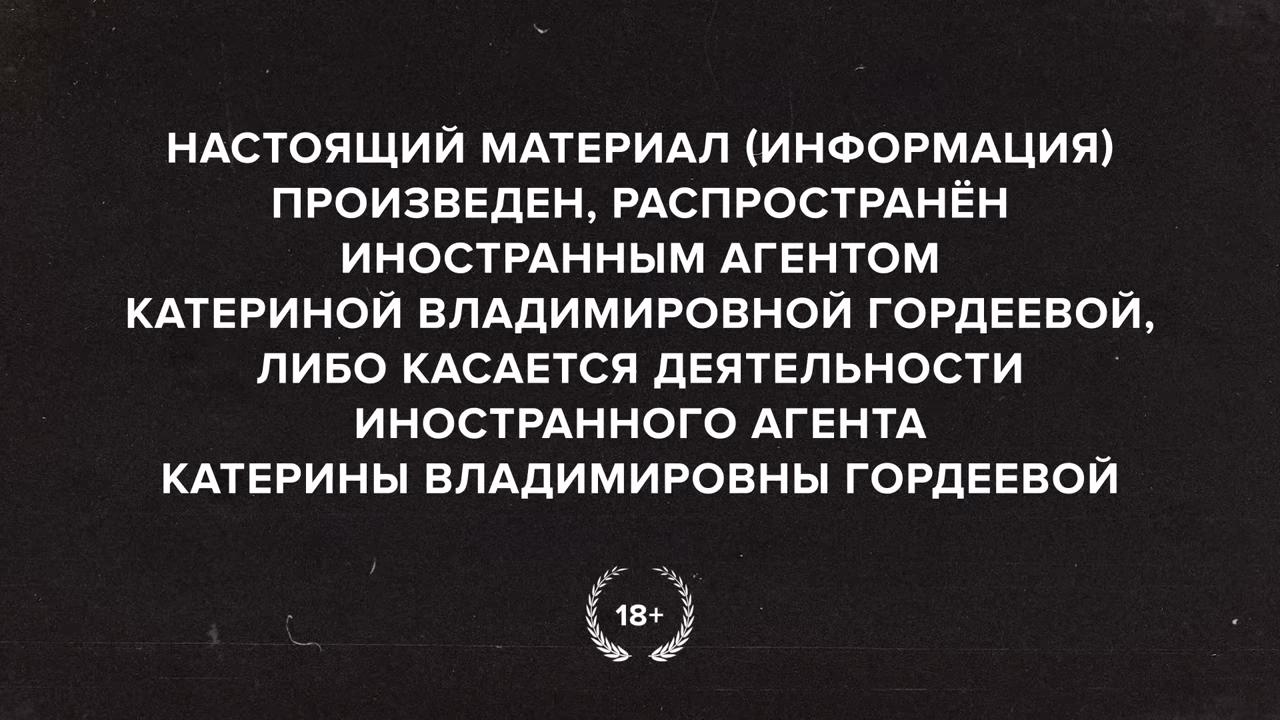 НАСТОЯЩИЙ МАТЕРИАЛ (ИНФОРМАЦИЯ)
ПРОИЗВЕДЕН, РАСПРОСТРАНЁН
ИНОСТРАННЫМ АГЕНТОМ
КАТЕРИНОЙ ВЛАДИМИРОВНОЙ ГОРДЕЕВОЙ,
ЛИБО КАСАЕТСЯ ДЕЯТЕЛЬНОСТИ
ИНОСТРАННОГО АГЕНТА
КАТЕРИНЫ ВЛАДИМИРОВНЫ ГОРДЕЕВОЙ
18+